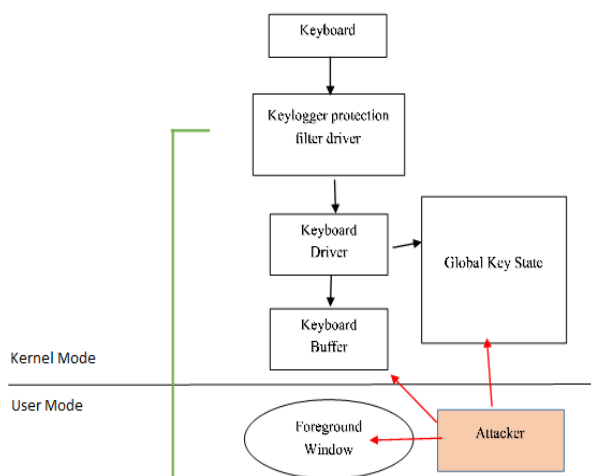 Keyboard
Keylogger protection
filter driver
Keyboard
Driver
Global Key State
Keyboard
Buffer
Kernel Mode
User Mode
Foreground
Window
Attacker